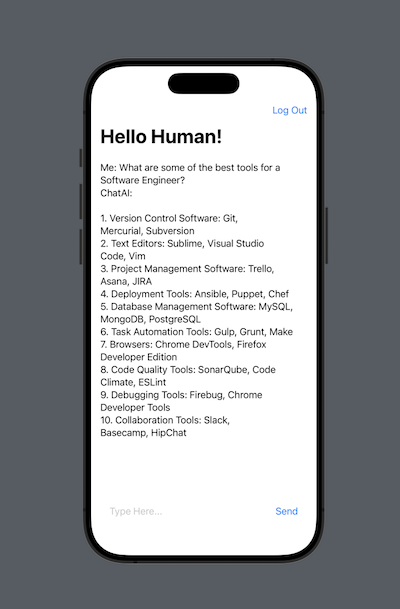 Log Out
Hello Human!
Me: What are some of the best tools for a
Software Engineer?
ChatAI:
1. Version Control Software: Git,
Mercurial, Subversion
2. Text Editors: Sublime, Visual Studio
Code, Vim
3. Project Management Software: Trello,
Asana, JIRA
4. Deployment Tools: Ansible, Puppet, Chef
5. Database Management Software: MySQL,
MongoDB, PostgreSQL
6. Task Automation Tools: Gulp, Grunt, Make
7. Browsers: Chrome DevTools, Firefox
Developer Edition
8. Code Quality Tools: SonarQube, Code
Climate, ESLint
9. Debugging Tools: Firebug, Chrome
Developer Tools
10. Collaboration Tools: Slack,
Basecamp, HipChat
Type Here... Send